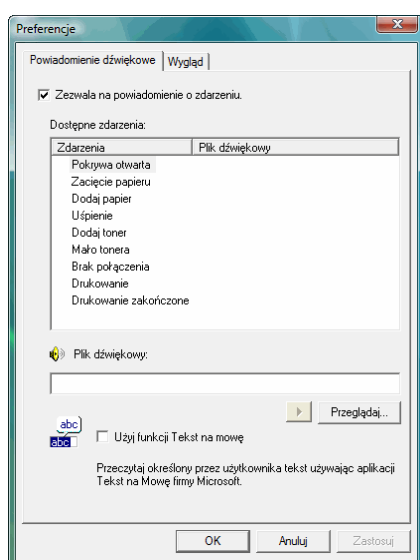 Preferencje
Powiadomienie dźwiękowe Wygląd
Zezwala na powiadomienie o zdarzeniu.
Dostępne zdarzenia:
Zdarzenia Plik dźwiękowy
Pokrywa otwarta
Zacięcie papieru
Dodaj papier
Uśpienie
Dodaj toner
Mało tonera
Brak połączenia
Drukowanie
Drukowanie zakończone
Plik dźwiękowy:
Przeglądaj...
abc
abc
Użyj funkcji Tekst na mowę
Przeczytaj określony przez użytkownika tekst używając aplikacji
Tekst na Mowę firmy Microsoft.
OK Anuluj Zastosuj